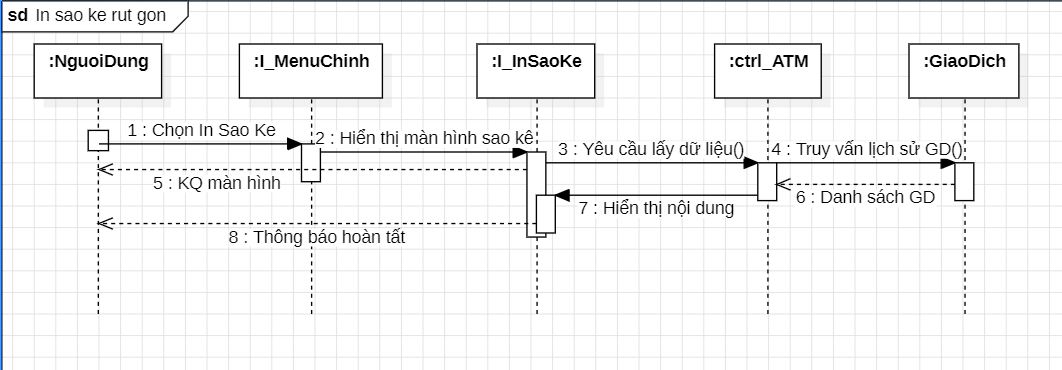 sd In sao ke rut gon
:NguoiDung
:I_MenuChinh
:I_InSaoKe
:ctrl_ATM
:GiaoDich
1 : Chọn In Sao Ke
2 : Hiển thị màn hình sao kê
3 : Yêu cầu lấy dữ liệu()
4 : Truy vấn lịch sử GD()
5 : KQ màn hình
6 : Danh sách GD
7 : Hiển thị nội dung
8 : Thông báo hoàn tất